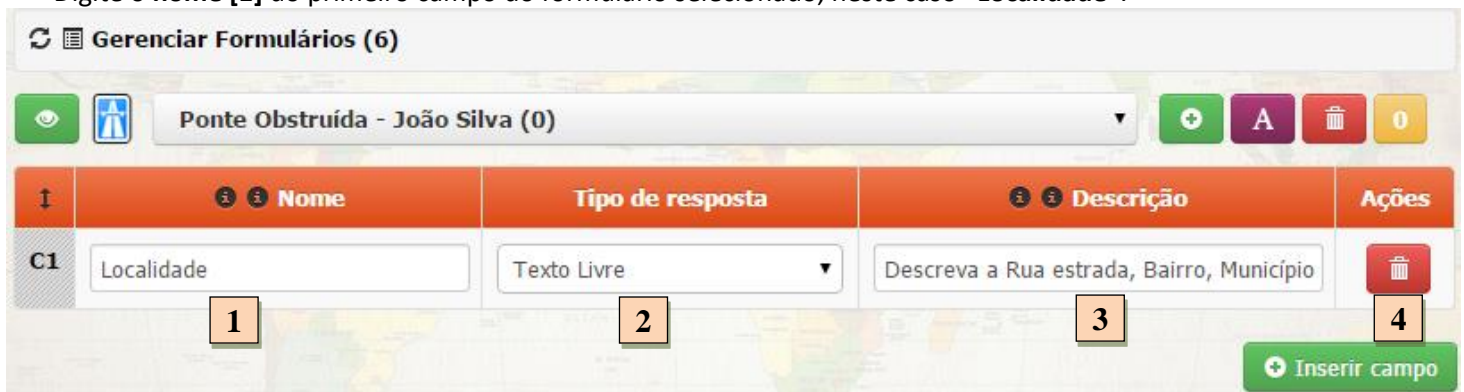 Digite o nome [1] do primeiro campo do formulário selecionado, neste caso "Localidade".
Gerenciar Formulários (6)
Ponte Obstruída - João Silva (0)
A
0
Nome
Tipo de resposta
Descrição
Ações
C1
Localidade
Texto Livre
Descreva a Rua estrada, Bairro, Município
1
2
3
4
Inserir campo